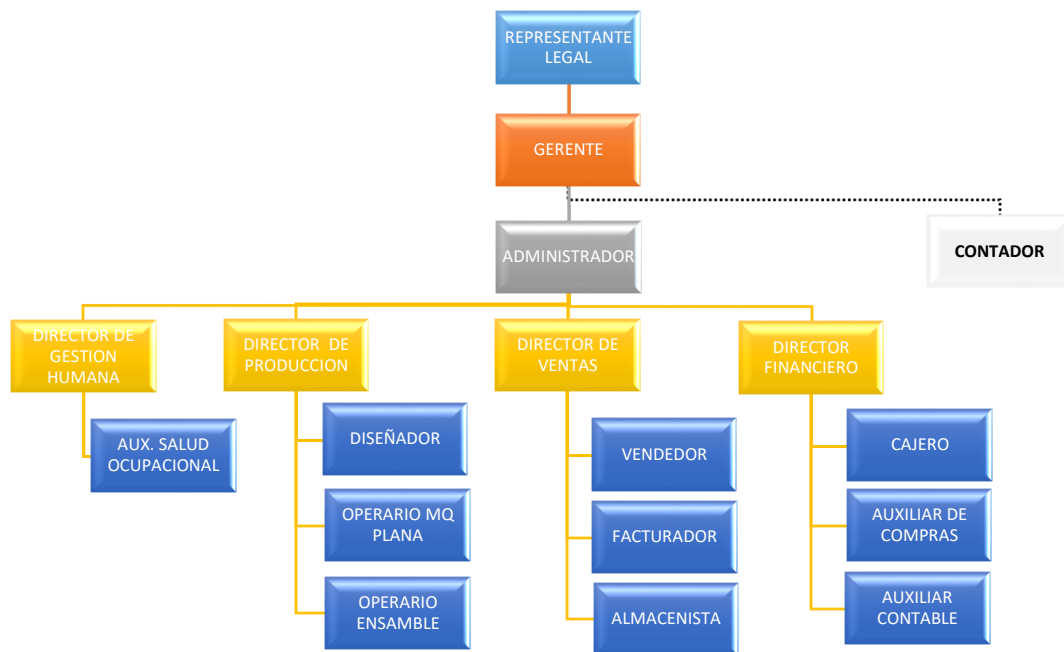 REPRESENTANTE
LEGAL
GERENTE
ADMINISTRADOR
CONTADOR
DIRECTOR DE
GESTION
HUMANA
DIRECTOR DE
PRODUCCION
DIRECTOR DE
VENTAS
DIRECTOR
FINANCIERO
AUX. SALUD
OCUPACIONAL
DISEÑADOR
OPERARIO MQ
PLANA
OPERARIO
ENSAMBLE
VENDEDOR
FACTURADOR
ALMACENISTA
CAJERO
AUXILIAR DE
COMPRAS
AUXILIAR
CONTABLE